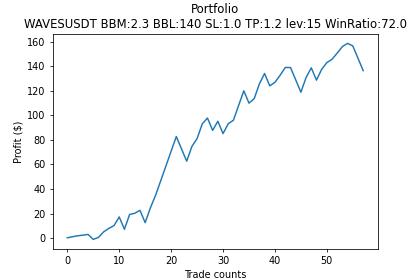 Portfolio
WAVESUSDT BBM:2.3 BBL:140 SL:1.0 TP:1.2 lev:15 WinRatio:72.0
160
140
120
100
80
60
40
20
0
Profit ($)
0 10 20 30 40 50
Trade counts